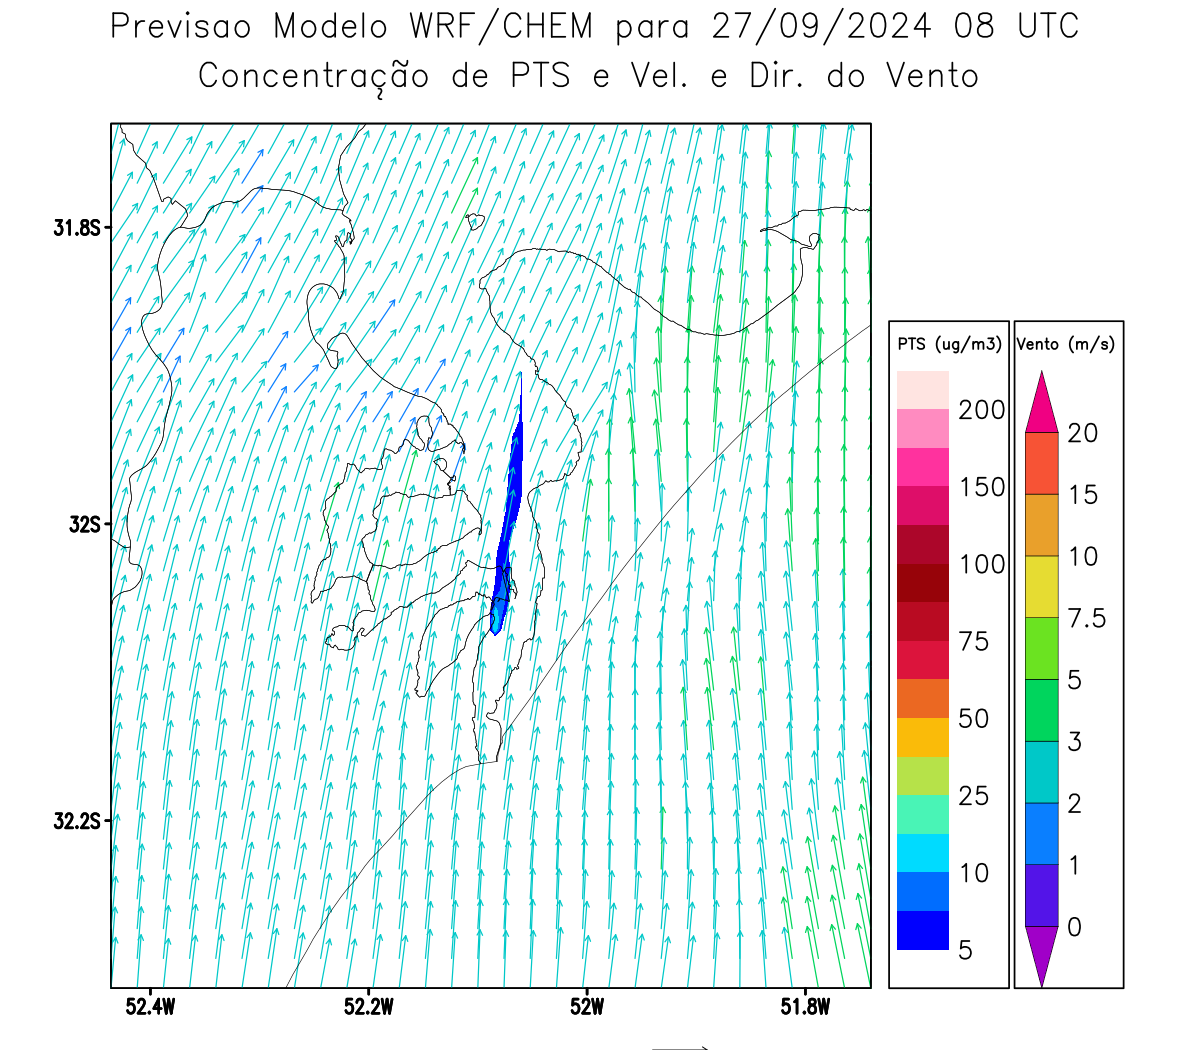 Previsao Modelo WRF/CHEM para 27/09/2024 08 UTC
Concentração de PTS e Vel. e Dir. do Vento
31.8S
32S
32.2S
52.4W
52.2W
52W
51.8W
PTS (ug/m3)
200
150
100
75
50
25
10
5
Vento (m/s)
20
15
10
7.5
5
3
2
1
0